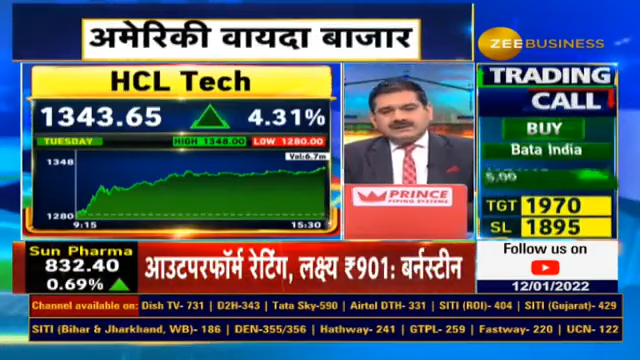 अमेरिकी वायदा बाजार
ZEE BUSINESS
HCL Tech
1343.65 4.31%
TUESDAY HIGH 1348.00 LOW 1280.00
Vol:6.7m
1348
1280
9:15 15:30
PRINCE
PIPING SYSTEMS
TRADING
CALL
BUY
Bata India
TGT 1970
SL 1895
Sun Pharma
832.40
0.69%
आउटपरफॉर्म रेटिंग, लक्ष्य ₹901: बर्नस्टीन
Follow us on
12/01/2022
Channel available on: Dish TV- 731 | D2H-343 | Tata Sky-590 | Airtel DTH- 331 | SITI (ROI)- 404 | SITI (Gujarat)- 429
SITI (Bihar & Jharkhand, WB)- 186 | DEN-355/356 | Hathway- 241 | GTPL- 259 | Fastway- 220 | UCN- 122